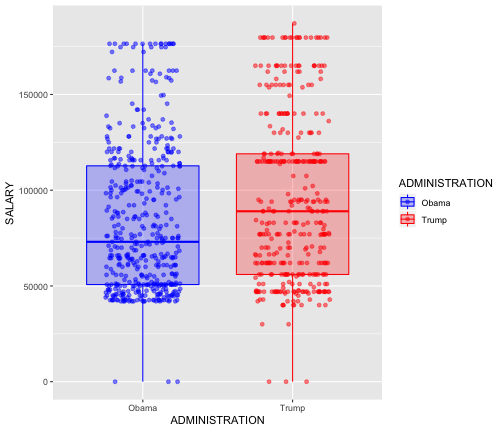 150000
100000
50000
0
SALARY
Obama
Trump
ADMINISTRATION
ADMINISTRATION
Obama
Trump